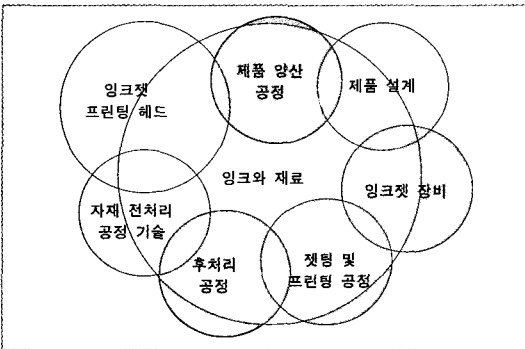 잉크젯
프린팅 헤드
제품 양산
공정
제품 설계
잉크와 재료
잉크젯 장비
자재 전처리
공정 기술
후처리
공정
젯팅 및
프린팅 공정